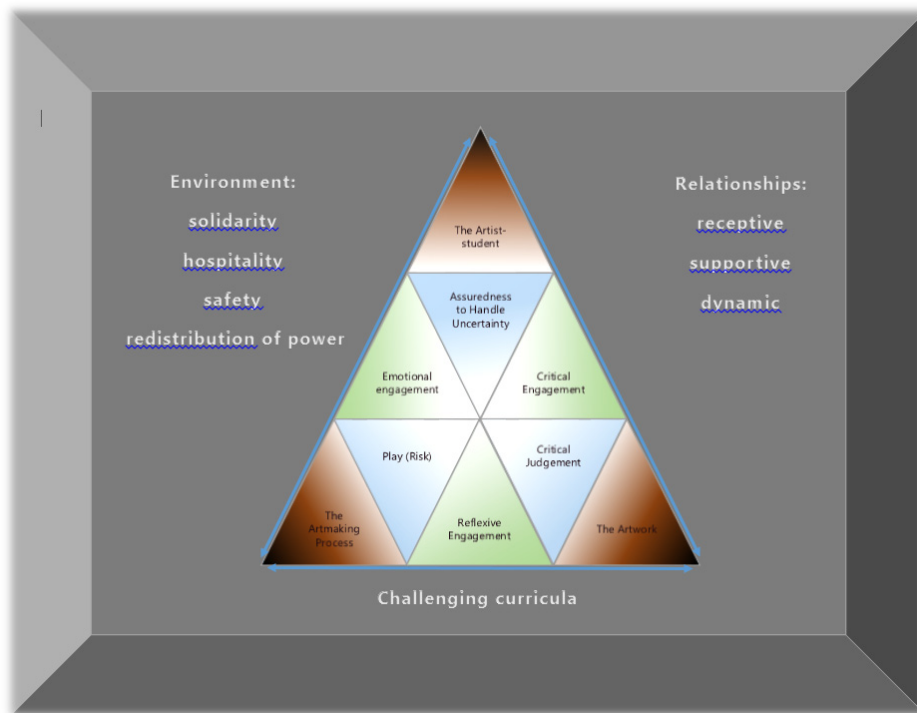 Environment:
solidarity
hospitality
safety
redistribution of power
Relationships:
receptive
supportive
dynamic
The Artist-
student
Assuredness
to Handle
Uncertainty
Emotional
engagement
Critical
Engagement
Play (Risk)
Critical
Judgement
The
Artmaking
Process
Reflexive
Engagement
The Artwork
Challenging curricula